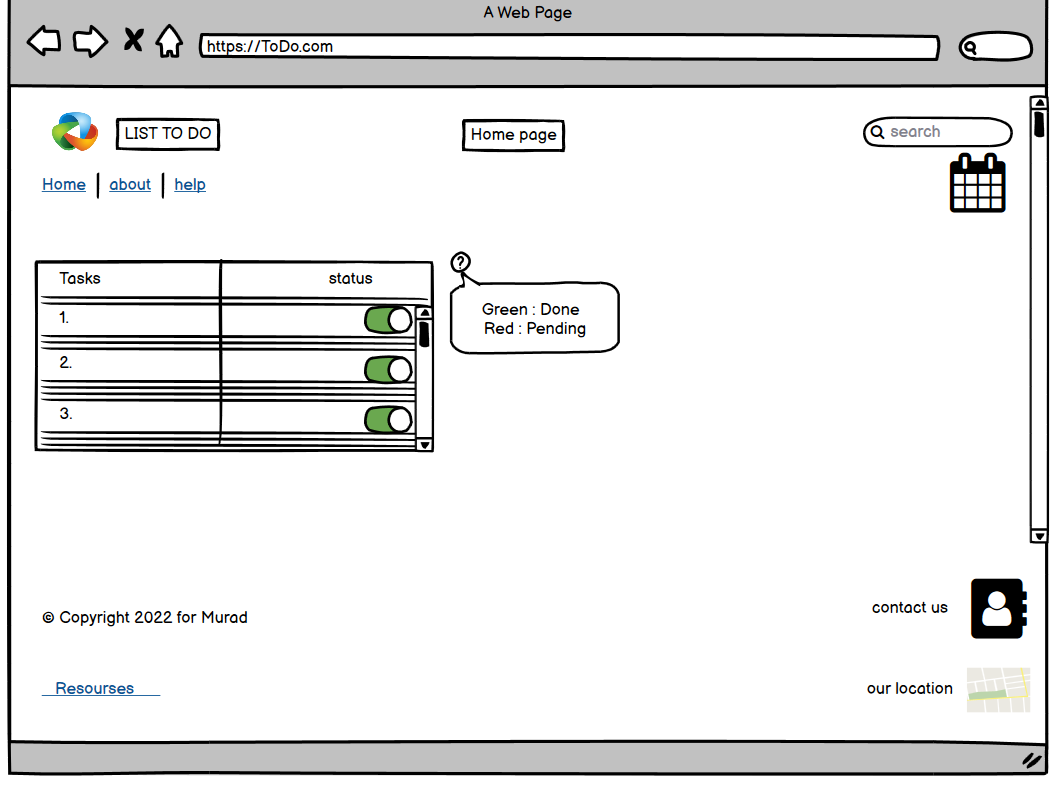 A Web Page
https://ToDo.com
LIST TO DO
Home page
search
Home about help
Tasks status
1.
2.
3.
?
Green : Done
Red : Pending
© Copyright 2022 for Murad
contact us
Resourses
our location